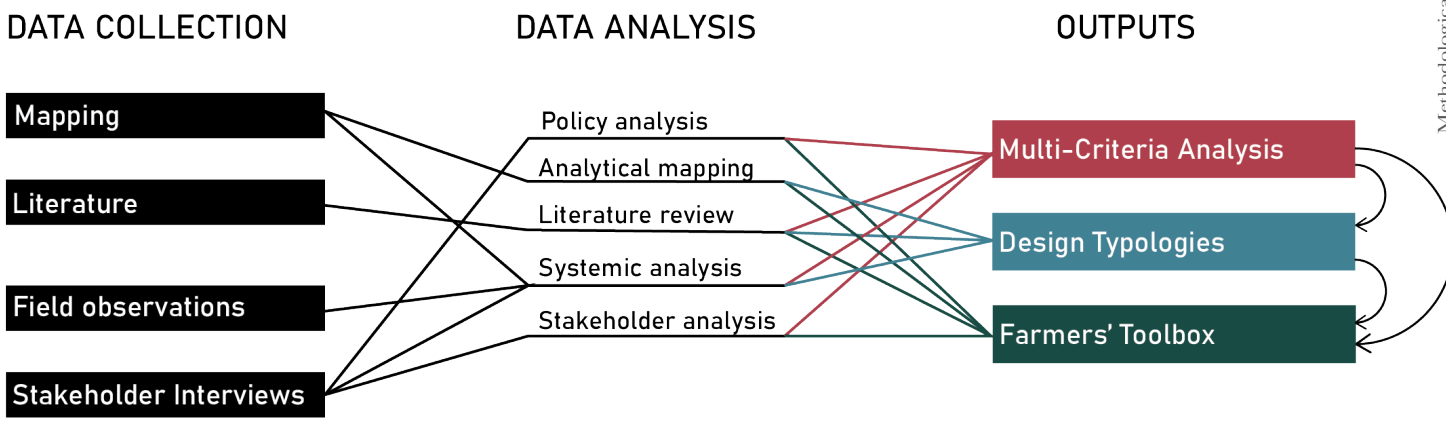 DATA COLLECTION
DATA ANALYSIS
OUTPUTS
Mapping
Literature
Field observations
Stakeholder Interviews
Policy analysis
Analytical mapping
Literature review
Systemic analysis
Stakeholder analysis
Multi-Criteria Analysis
Design Typologies
Farmers’ Toolbox